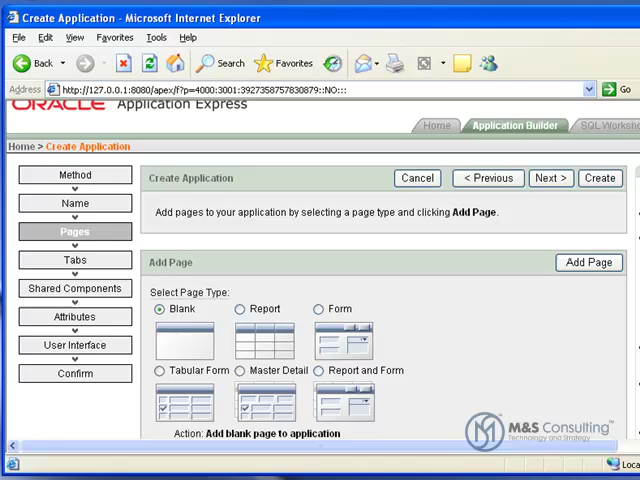 Create Application - Microsoft Internet Explorer
File Edit View Favorites Tools Help
Back Search Favorites
Address http://127.0.0.1:8080/apex/f?p=4000:3001:3927358757830879::NO::: Go
ORACLE Application Express
Home Application Builder SQL Worksho
Home > Create Application
Method
Name
Pages
Tabs
Shared Components
Attributes
User Interface
Confirm
Create Application Cancel < Previous Next > Create
Add pages to your application by selecting a page type and clicking Add Page.
Add Page Add Page
Select Page Type:
Blank Report Form
Tabular Form Master Detail Report and Form
Action: Add blank page to application
M&S Consulting™
Technology and Strategy
Loca